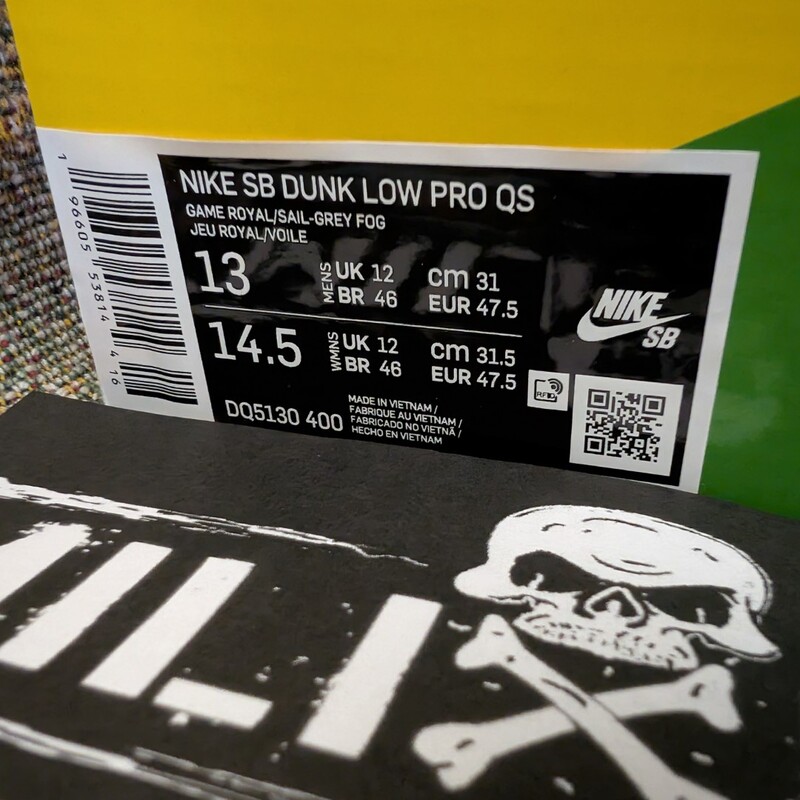 NIKE SB DUNK LOW PRO QS
GAME ROYAL/SAIL-GREY FOG
JEU ROYAL/VOILE
13 MENS UK 12 cm 31
BR 46 EUR 47.5
14.5 WMNS UK 12 cm 31.5
BR 46 EUR 47.5
DQ5130 400
MADE IN VIETNAM /
FABRIQUE AU VIETNAM /
FABRICADO NO VIETNÃ /
HECHO EN VIETNAM
NIKE
SB
RFID
1 96605 53814 416